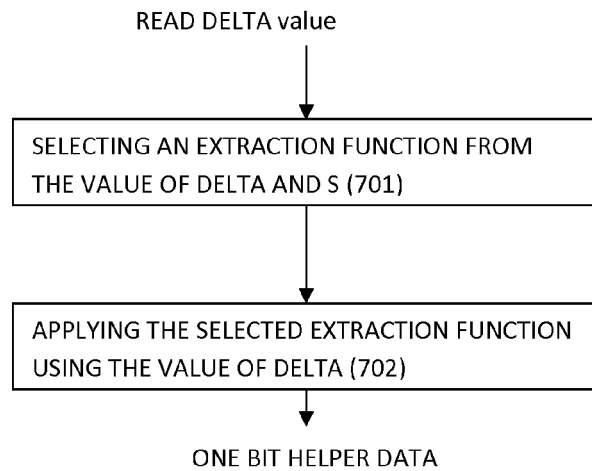 READ DELTA value
SELECTING AN EXTRACTION FUNCTION FROM
THE VALUE OF DELTA AND S (701)
APPLYING THE SELECTED EXTRACTION FUNCTION
USING THE VALUE OF DELTA (702)
ONE BIT HELPER DATA